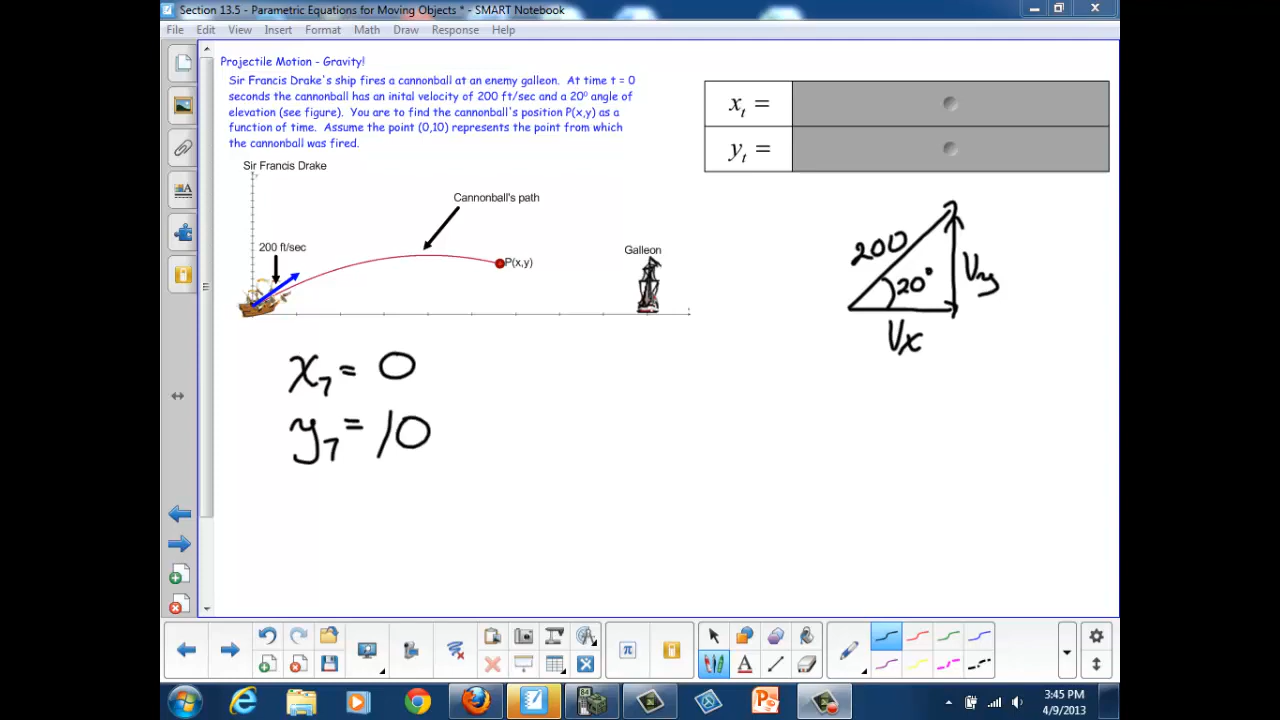 Section 13.5 - Parametric Equations for Moving Objects * - SMART Notebook
File Edit View Insert Format Math Draw Response Help
Projectile Motion - Gravity!
Sir Francis Drake's ship fires a cannonball at an enemy galleon. At time t = 0
seconds the cannonball has an inital velocity of 200 ft/sec and a 20⁰ angle of
elevation (see figure). You are to find the cannonball's position P(x,y) as a
function of time. Assume the point (0,10) represents the point from which
the cannonball was fired.
xₜ =
yₜ =
Sir Francis Drake
Cannonball's path
200 ft/sec
P(x,y)
Galleon
200
20°
Vy
Vx
x₇ = 0
y₇ = 10
3:45 PM
4/9/2013